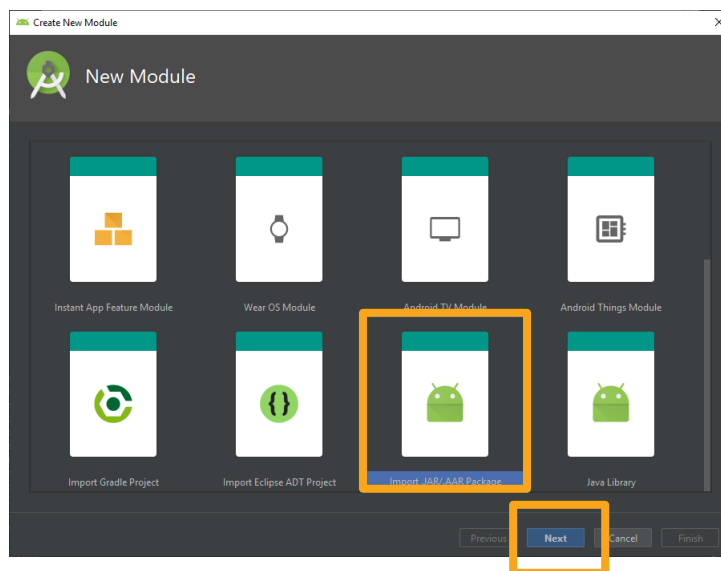 Create New Module
New Module
Instant App Feature Module
Wear OS Module
Android TV Module
Android Things Module
Import Gradle Project
Import Eclipse ADT Project
Import .JAR/.AAR Package
Java Library
Previous
Next
Cancel
Finish